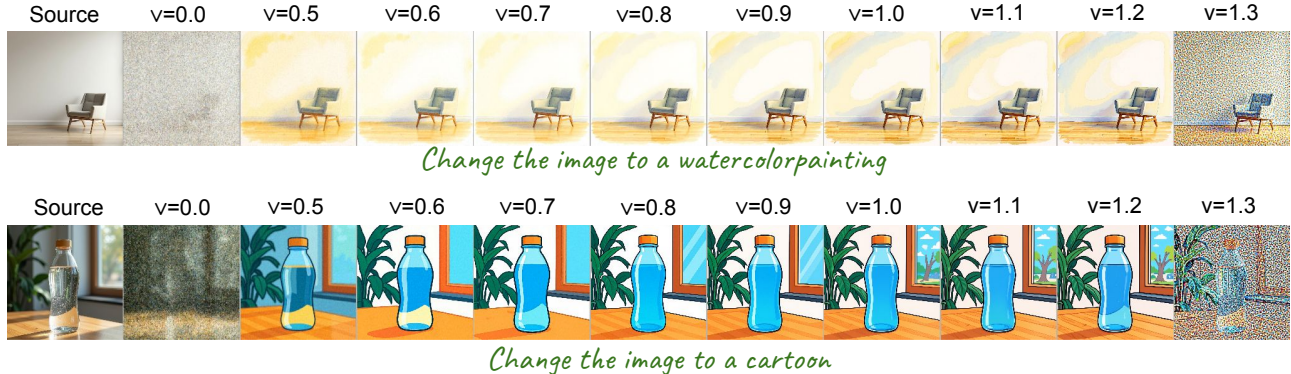 Source v=0.0 v=0.5 v=0.6 v=0.7 v=0.8 v=0.9 v=1.0 v=1.1 v=1.2 v=1.3
Change the image to a watercolorpainting
Source v=0.0 v=0.5 v=0.6 v=0.7 v=0.8 v=0.9 v=1.0 v=1.1 v=1.2 v=1.3
Change the image to a cartoon